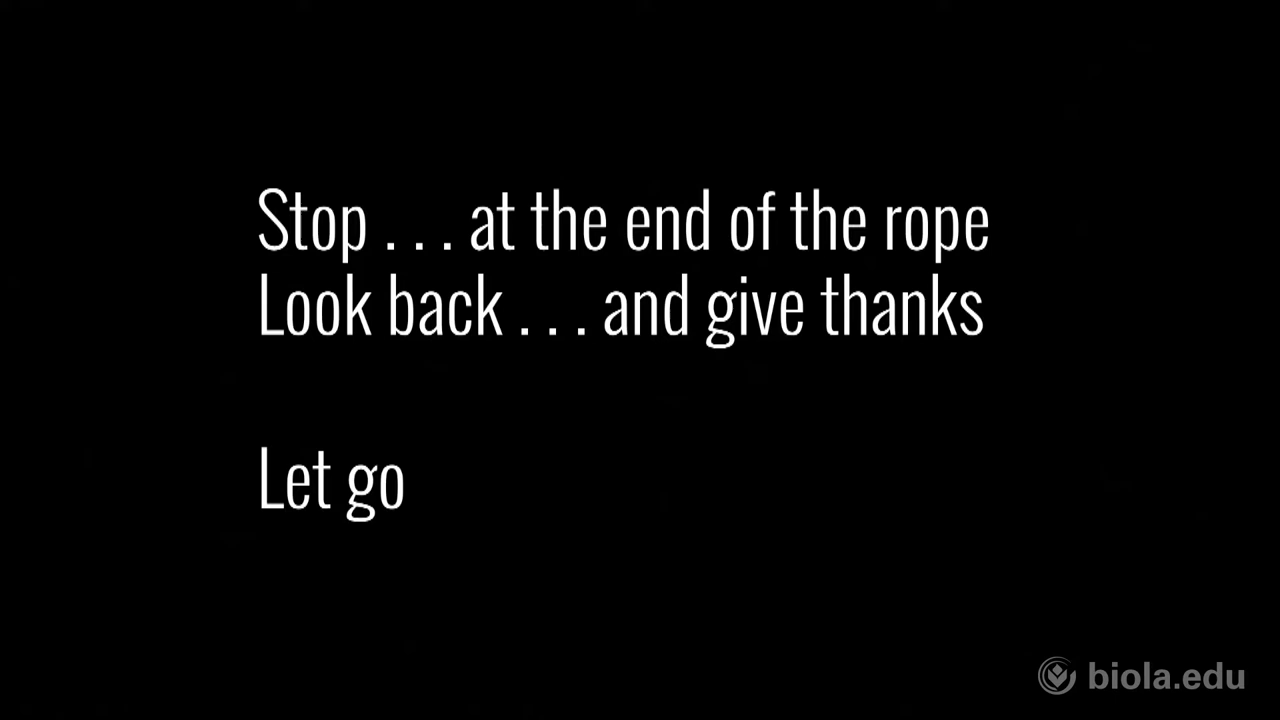 Stop . . . at the end of the rope
Look back . . . and give thanks
Let go
biola.edu